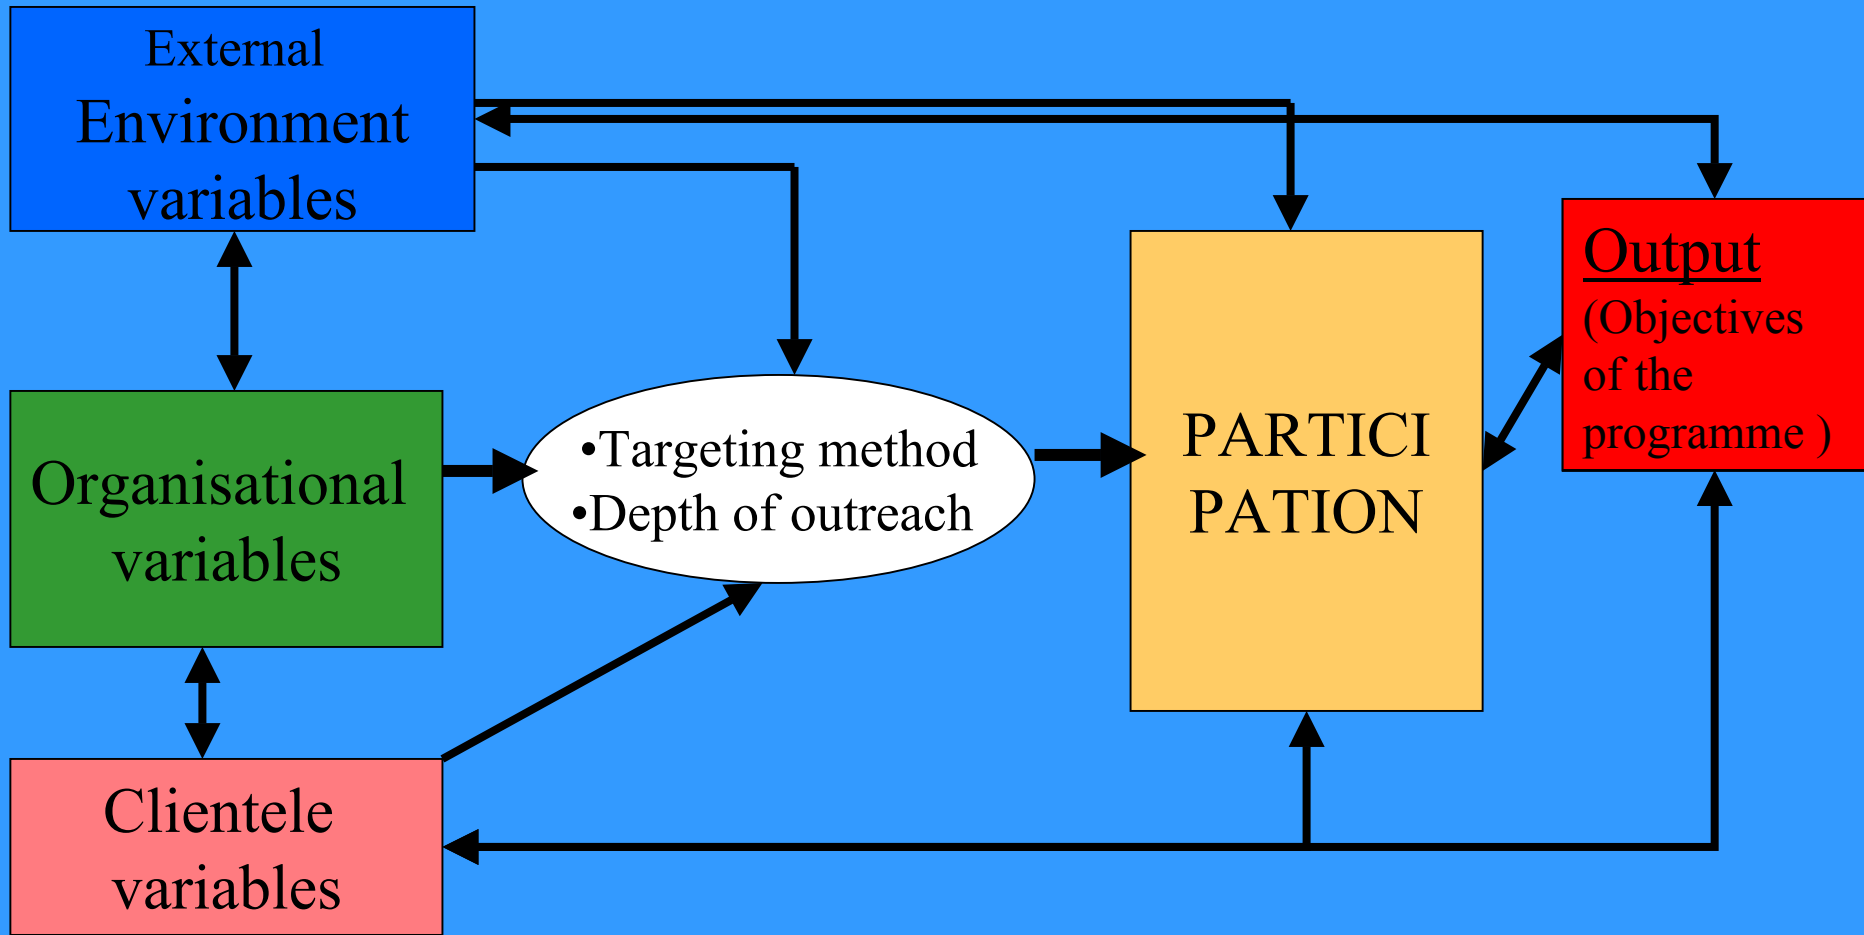 External
Environment
variables
Organisational
variables
Clientele
variables
•Targeting method
•Depth of outreach
PARTICI
PATION
Output
(Objectives
of the
programme )